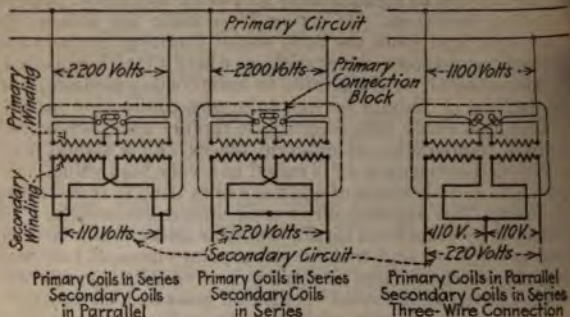 Primary Circuit
2200 Volts
2200 Volts
1100 Volts
Primary
Connection
Block
Primary
Winding
Secondary
Winding
110 Volts
220 Volts
110 V. 110 V.
220 Volts
Secondary Circuit
Primary Coils in Series
Secondary Coils
in Parrallel
Primary Coils in Series
Secondary Coils
in Series
Primary Coils in Parrallel
Secondary Coils in Series
Three-Wire Connection